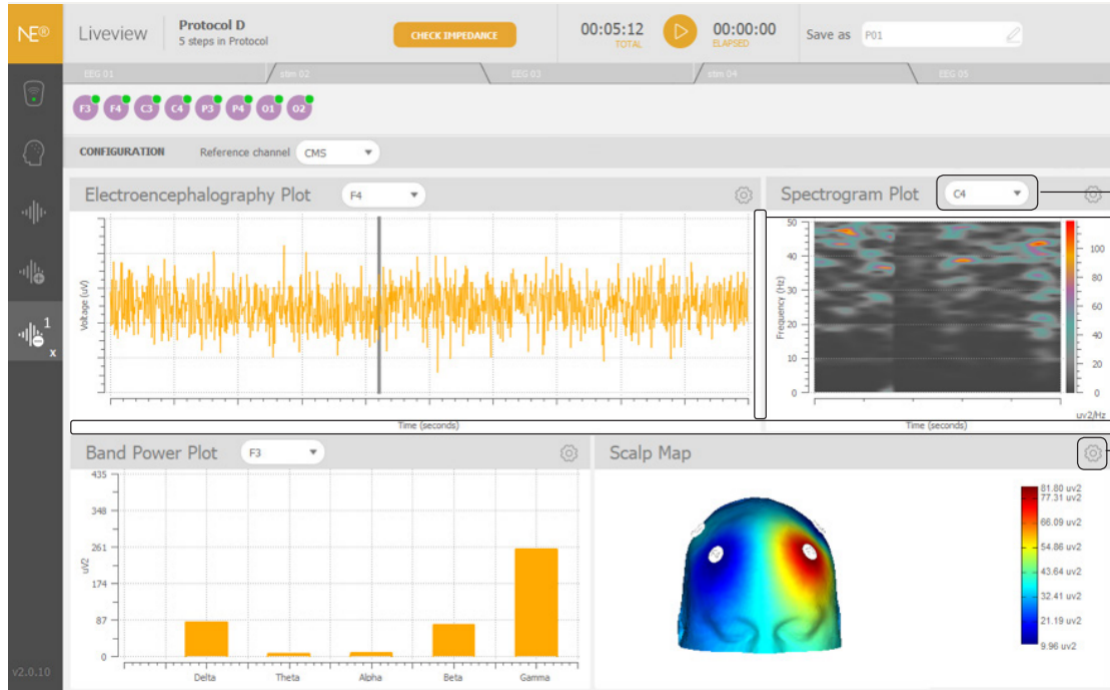 NE®
Liveview
Protocol D
5 steps in Protocol
CHECK IMPEDANCE
00:05:12
TOTAL
00:00:00
ELAPSED
Save as
P01
EEG 01
stim 02
EEG 03
stim 04
EEG 05
F3 F4 C3 C4 P3 P4 O1 O2
CONFIGURATION
Reference channel
CMS
1
x
v2.0.10
Electroencephalography Plot
F4
Voltage (uV)
Time (seconds)
Spectrogram Plot
C4
Frequency (Hz)
50
40
30
20
10
0
100
80
60
40
20
0
uv2/Hz
Time (seconds)
Band Power Plot
F3
uV2
435
348
261
174
87
0
Delta Theta Alpha Beta Gamma
Scalp Map
81.80 uv2
77.31 uv2
66.09 uv2
54.86 uv2
43.64 uv2
32.41 uv2
21.19 uv2
9.96 uv2